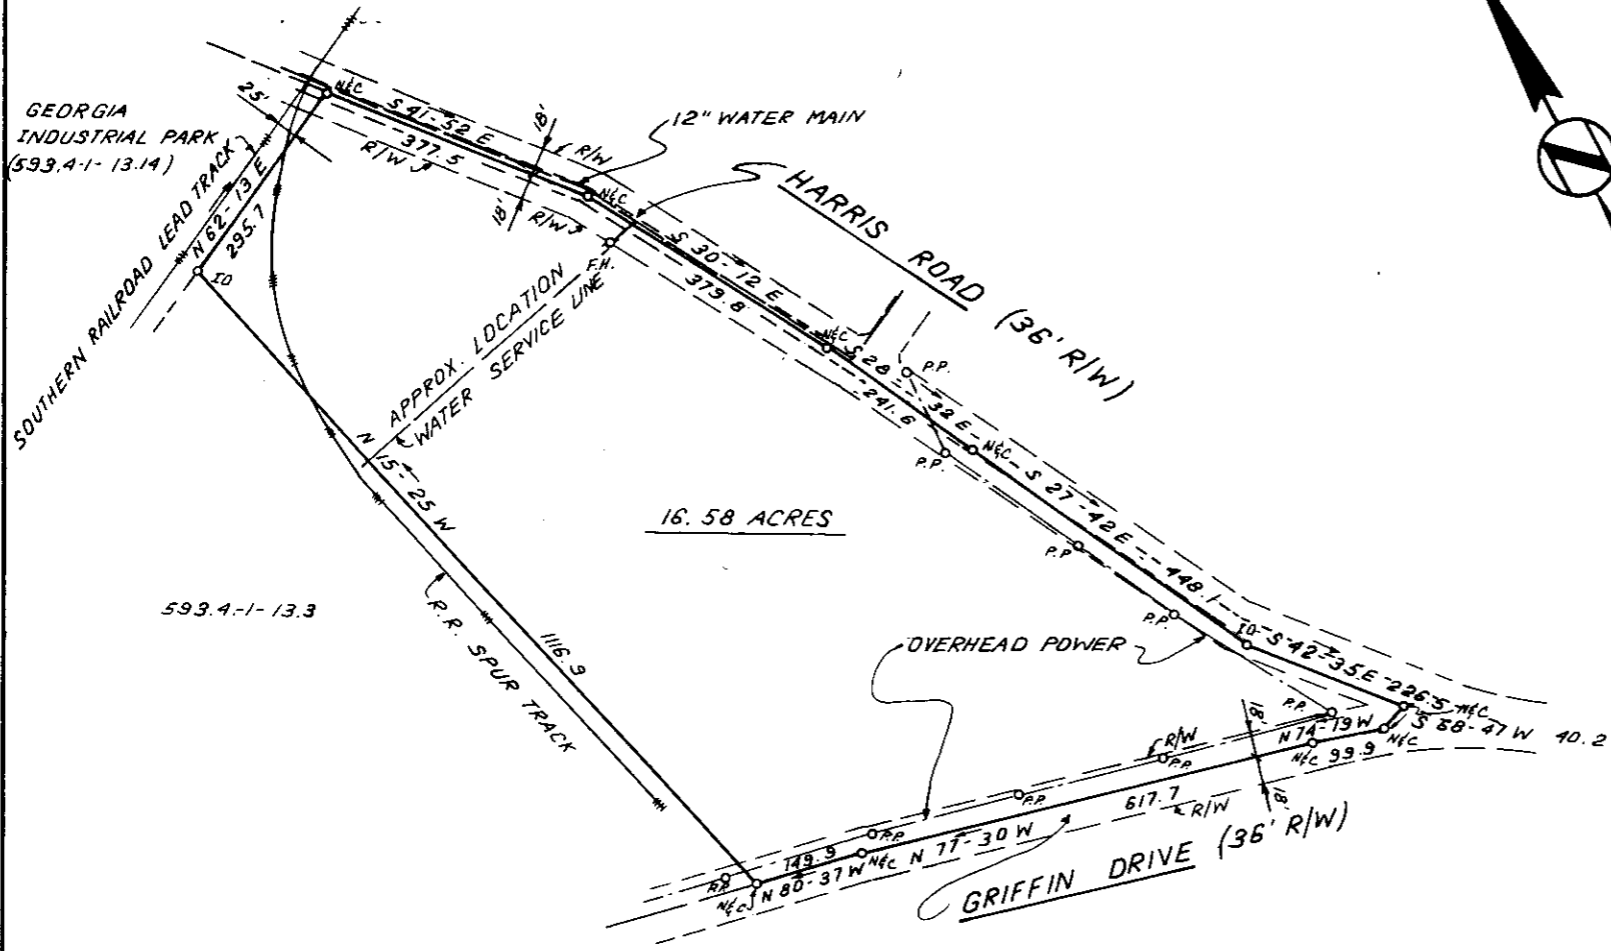 GEORGIA
INDUSTRIAL PARK
(593.4-1-13.14)
25'
N&C
S 41-52 E
377.5
R/W
18'
R/W
18'
R/W
12" WATER MAIN
N&C
HARRIS ROAD (36' R/W)
SOUTHERN RAILROAD LEAD TRACK
N 62-13 E
295.7
IO
F.H.
APPROX. LOCATION
WATER SERVICE LINE
S 30-12 E
379.8
N&C
S 28-32 E
241.6
P.P.
P.P.
N&C
S 27-42 E - 448.1
P.P.
P.P.
N 15-25 W
1116.9
16.58 ACRES
593.4-1-13.3
R.R. SPUR TRACK
OVERHEAD POWER
IO
S 42-35 E - 226.5
N&C
S 68-47 W 40.2
P.P.
N 74-19 W
99.9
N&C
N&C
18'
18'
R/W
P.P.
P.P.
617.7
R/W
P.P.
149.9
N&C
N 77-30 W
P.P.
N 80-37 W
N&C
GRIFFIN DRIVE (36' R/W)
N